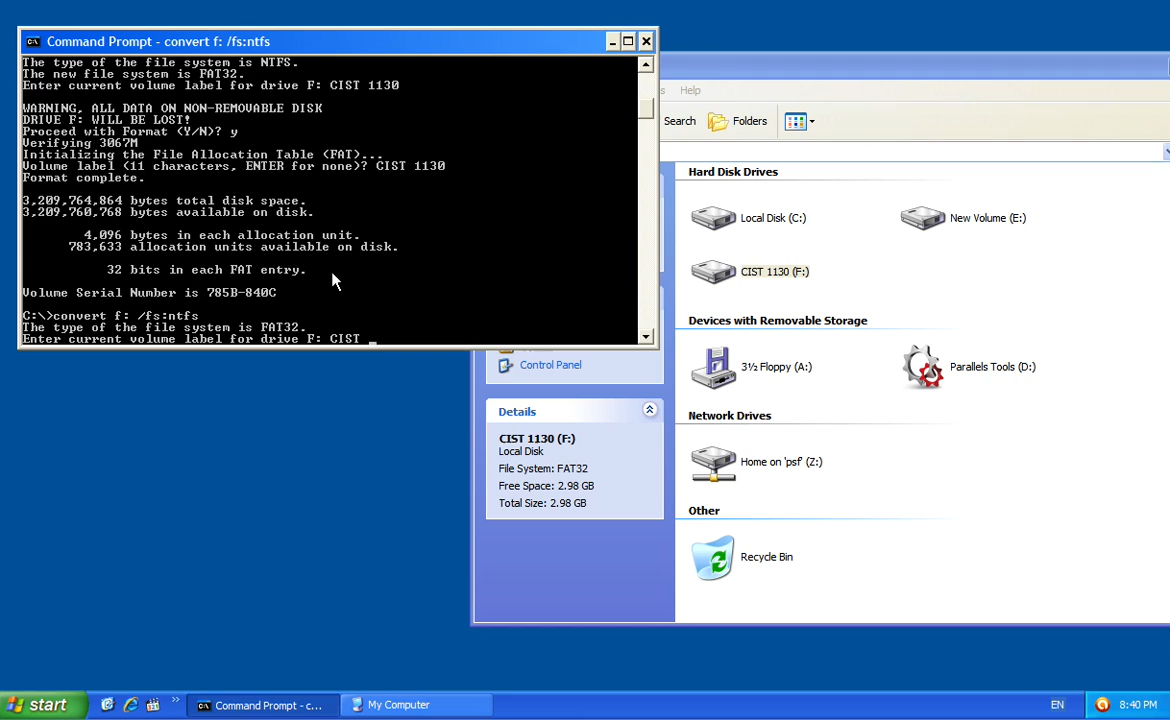 Command Prompt - convert f: /fs:ntfs
The type of the file system is NTFS.
The new file system is FAT32.
Enter current volume label for drive F: CIST 1130
WARNING, ALL DATA ON NON-REMOVABLE DISK
DRIVE F: WILL BE LOST!
Proceed with Format (Y/N)? y
Verifying 3067M
Initializing the File Allocation Table (FAT)...
Volume label (11 characters, ENTER for none)? CIST 1130
Format complete.
3,209,764,864 bytes total disk space.
3,209,760,768 bytes available on disk.
4,096 bytes in each allocation unit.
783,633 allocation units available on disk.
32 bits in each FAT entry.
Volume Serial Number is 785B-840C
C:\>convert f: /fs:ntfs
The type of the file system is FAT32.
Enter current volume label for drive F: CIST _
Help
Search
Folders
Hard Disk Drives
Local Disk (C:)
New Volume (E:)
CIST 1130 (F:)
Devices with Removable Storage
3½ Floppy (A:)
Parallels Tools (D:)
Network Drives
Home on 'psf' (Z:)
Other
Recycle Bin
Control Panel
Details
CIST 1130 (F:)
Local Disk
File System: FAT32
Free Space: 2.98 GB
Total Size: 2.98 GB
start
»
Command Prompt - c...
My Computer
EN
8:40 PM